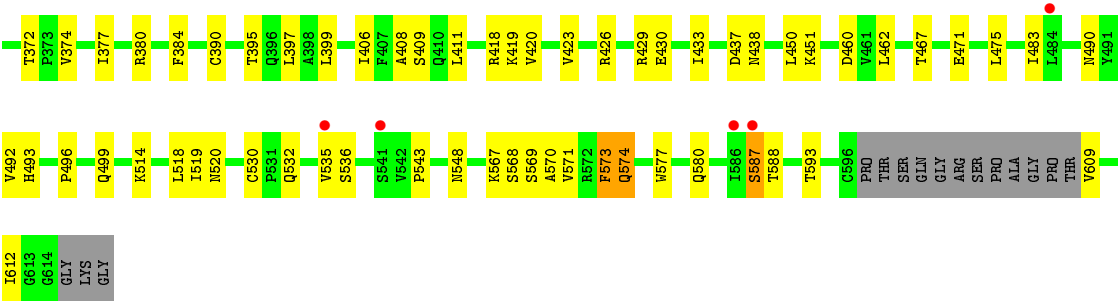 T372 P373 V374 I377 R380 F384 C390 T395 Q396 L397 A398 L399 I406 F407 A408 S409 Q410 L411 R418 K419 V420 V423 R426 R429 E430 I433 D437 N438 L450 K451 D460 V461 L462 T467 E471 L475 I483 L484 N490 Y491
V492 H493 P496 Q499 K514 L518 I519 N520 C530 P531 Q532 V535 S536 S541 V542 P543 N548 K567 S568 S569 A570 V571 R572 F573 Q574 W577 Q580 I586 S587 T588 T593 C596 PRO THR SER GLN GLY ARG SER PRO ALA GLY PRO THR V609
I612 G613 G614 GLY LYS GLY